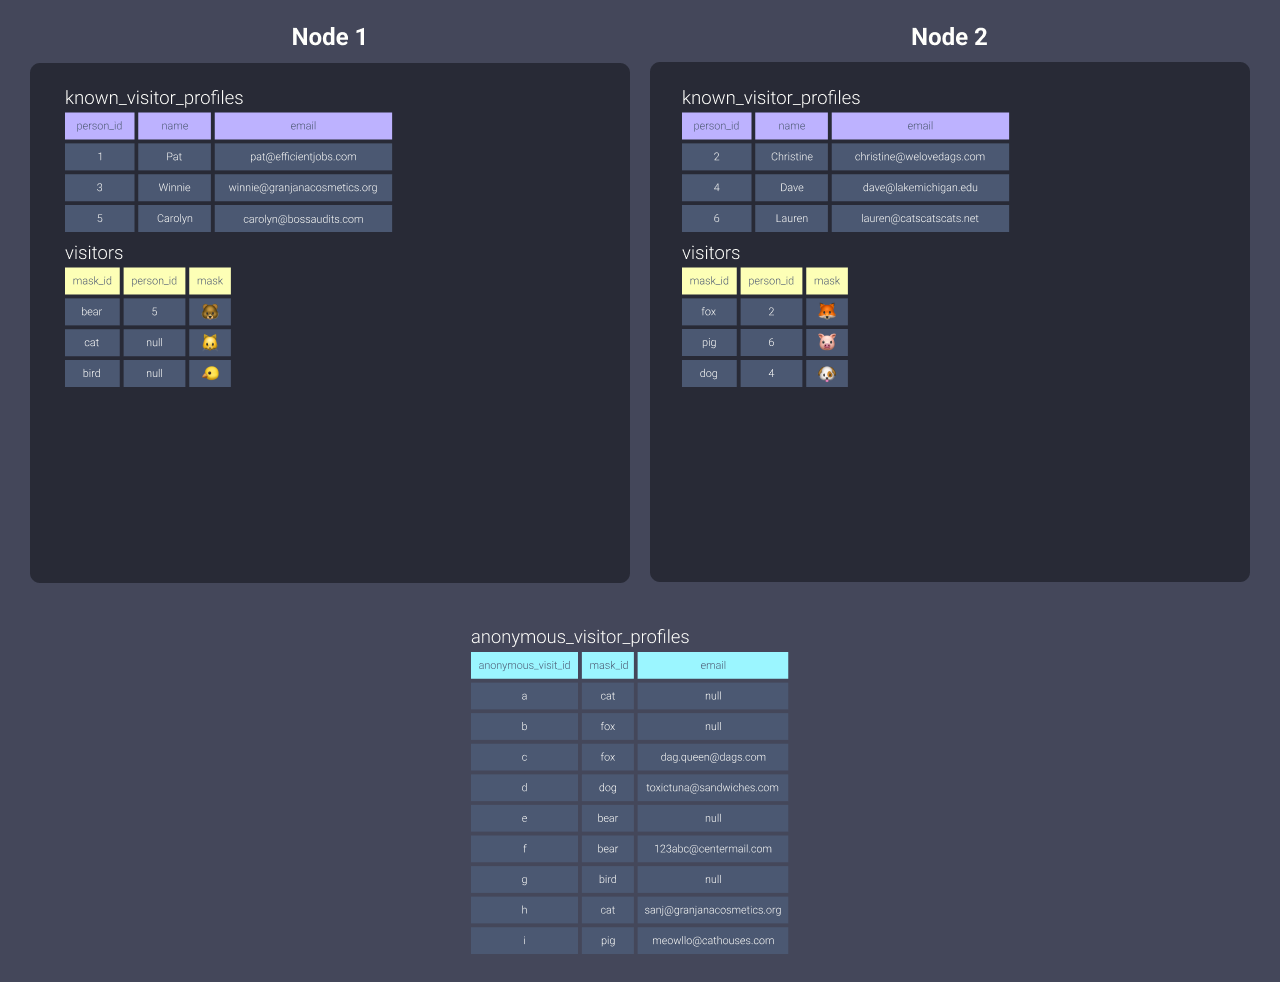 Node 1
known_visitor_profiles
person_id name email
1 Pat pat@efficientjobs.com
3 Winnie winnie@granjanacosmetics.org
5 Carolyn carolyn@bossaudits.com
visitors
mask_id person_id mask
bear 5
cat null
bird null
Node 2
known_visitor_profiles
person_id name email
2 Christine christine@welovedags.com
4 Dave dave@lakemichigan.edu
6 Lauren lauren@catscatscats.net
visitors
mask_id person_id mask
fox 2
pig 6
dog 4
anonymous_visitor_profiles
anonymous_visit_id mask_id email
a cat null
b fox null
c fox dag.queen@dags.com
d dog toxictuna@sandwiches.com
e bear null
f bear 123abc@centermail.com
g bird null
h cat sanj@granjanacosmetics.org
i pig meowllo@cathouses.com